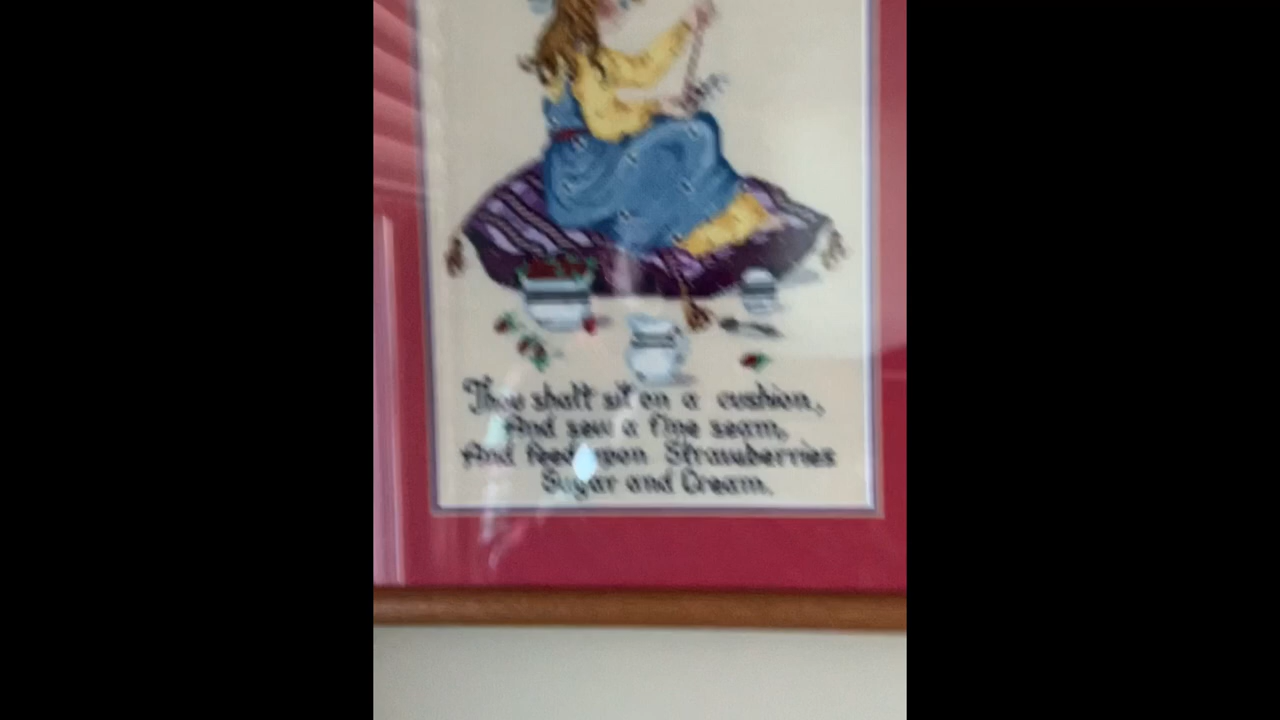 Thou shalt sit on a cushion,
And sew a fine seam,
And feed upon Strawberries
Sugar and Cream.